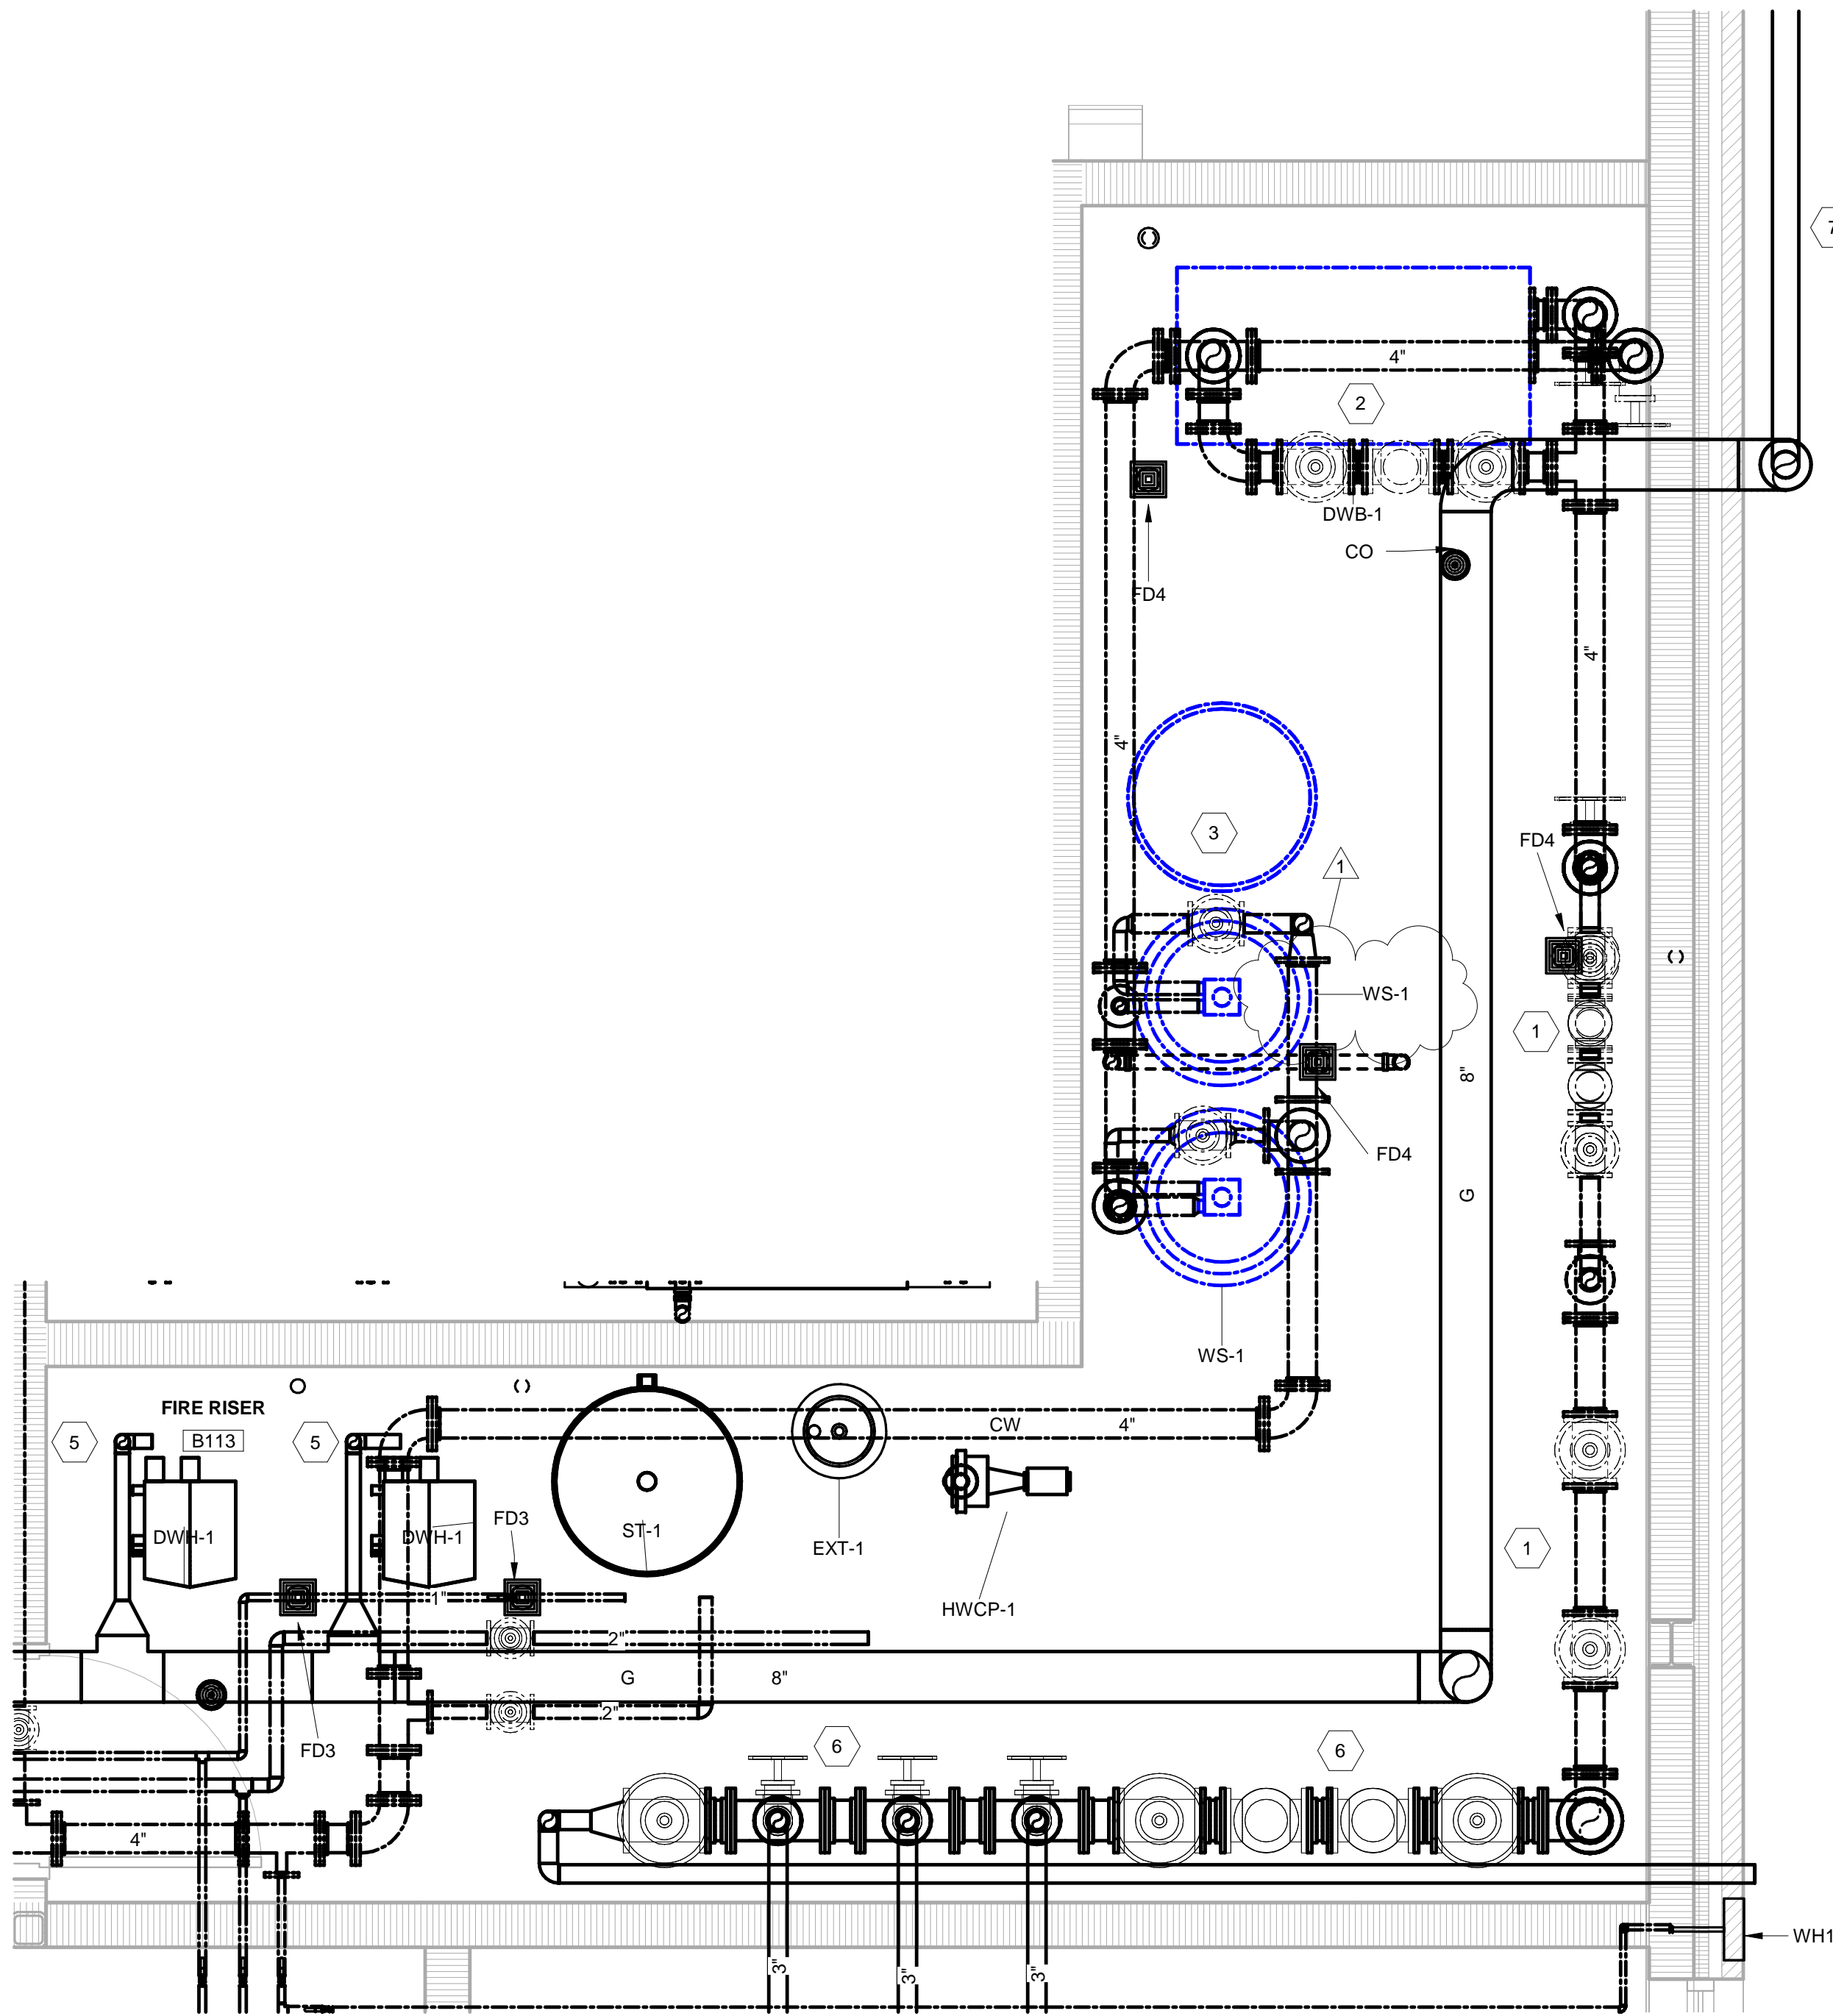 7
4"
2
DWB-1
CO
FD4
4"
4"
3
FD4
1
WS-1
1
8"
FD4
G
WS-1
FIRE RISER
B113
5
5
CW
4"
DWH-1
DWH-1
FD3
ST-1
EXT-1
1
1"
HWCP-1
2"
G
8"
2"
FD3
6
6
4"
WH1
3"
3"
3"